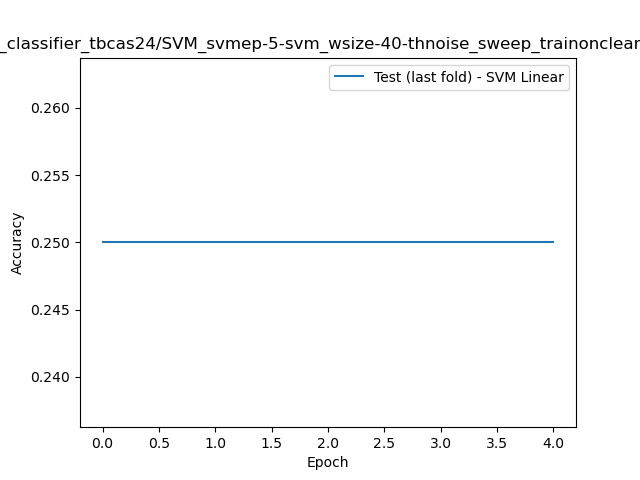 _classifier_tbcas24/SVM_svmep-5-svm_wsize-40-thnoise_sweep_trainonclear
Test (last fold) - SVM Linear
0.260
0.255
0.250
0.245
0.240
Accuracy
0.0 0.5 1.0 1.5 2.0 2.5 3.0 3.5 4.0
Epoch